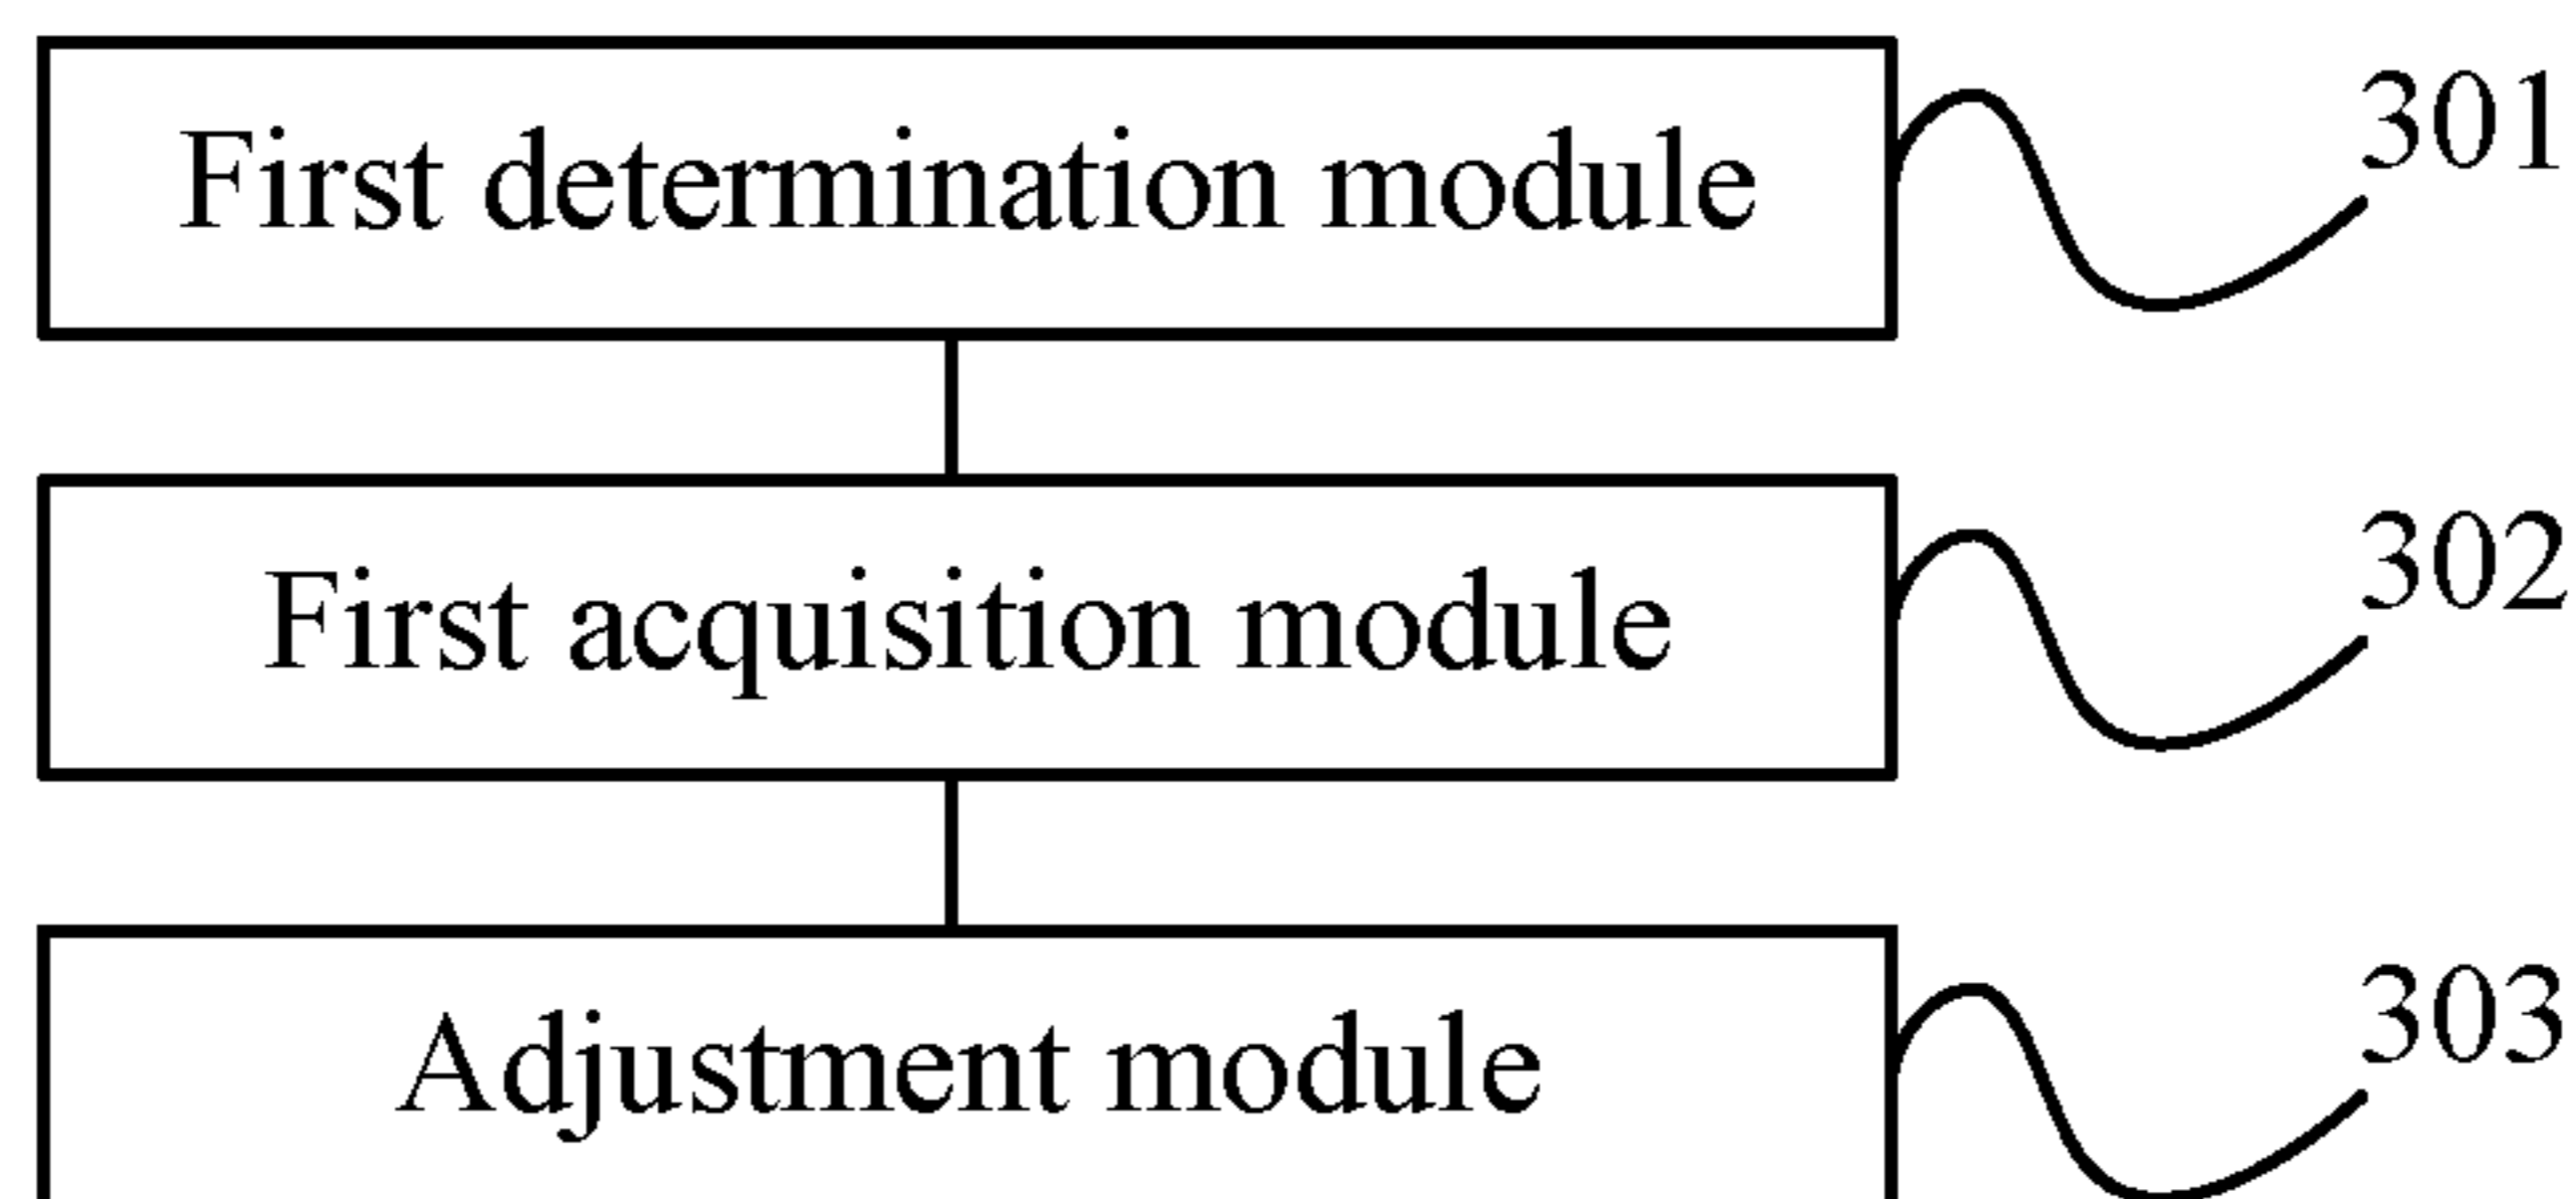 First determination module 301
First acquisition module 302
Adjustment module 303